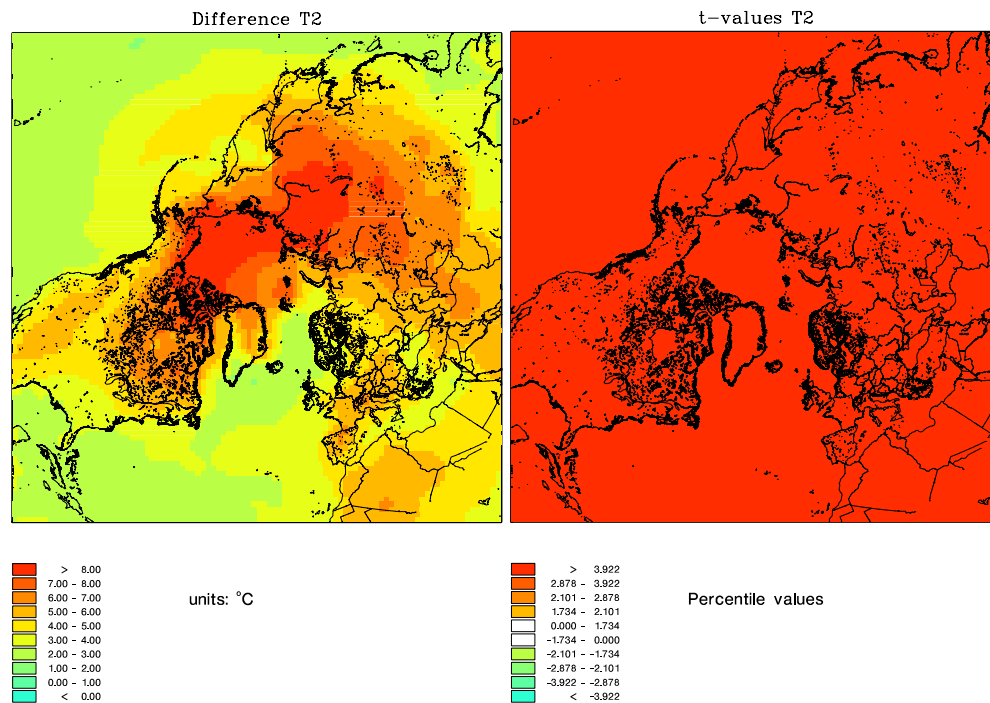 Difference T2
t-values T2
> 8.00
7.00 - 8.00
6.00 - 7.00
5.00 - 6.00
4.00 - 5.00
3.00 - 4.00
2.00 - 3.00
1.00 - 2.00
0.00 - 1.00
< 0.00
units: °C
> 3.922
2.878 - 3.922
2.101 - 2.878
1.734 - 2.101
0.000 - 1.734
-1.734 - 0.000
-2.101 - -1.734
-2.878 - -2.101
-3.922 - -2.878
< -3.922
Percentile values